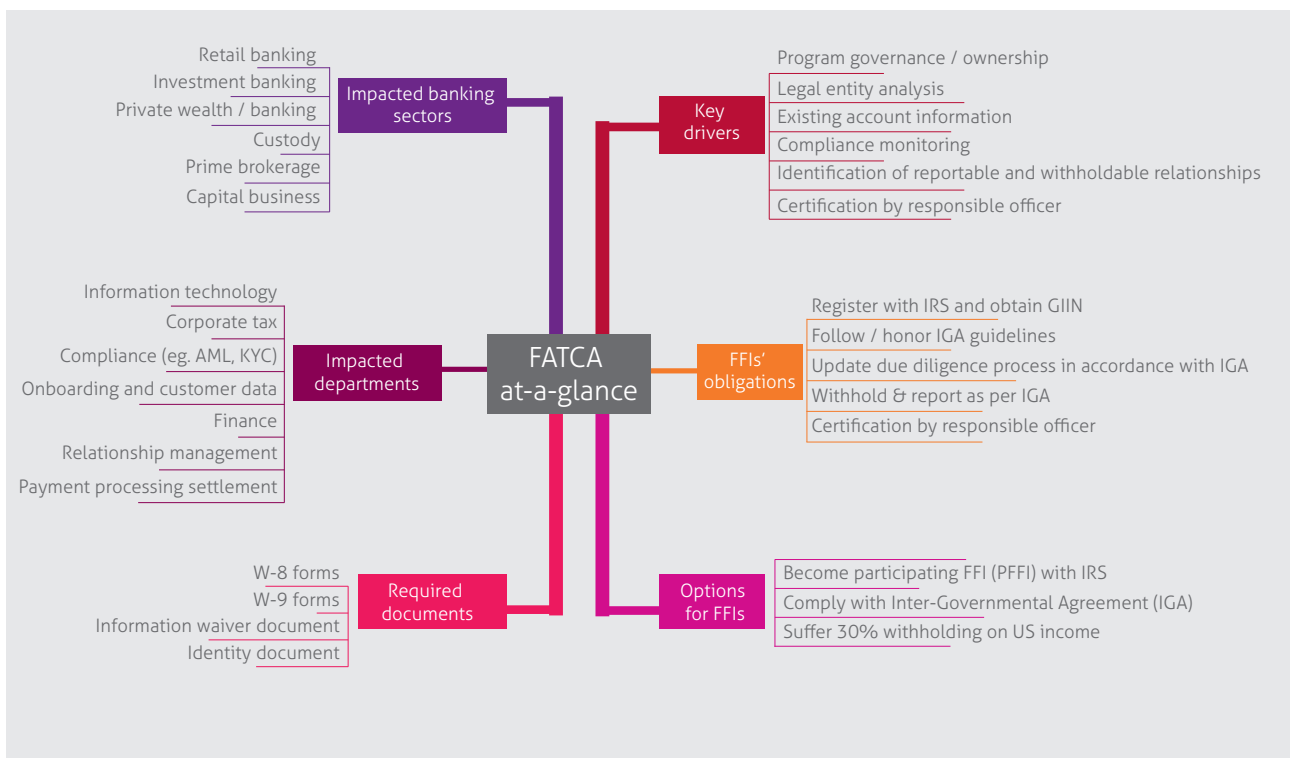 Retail banking
Investment banking
Private wealth / banking
Custody
Prime brokerage
Capital business
Impacted banking
sectors
Key
drivers
Program governance / ownership
Legal entity analysis
Existing account information
Compliance monitoring
Identification of reportable and withholdable relationships
Certification by responsible officer
Information technology
Corporate tax
Compliance (eg. AML, KYC)
Onboarding and customer data
Finance
Relationship management
Payment processing settlement
Impacted
departments
FATCA
at-a-glance
FFIs‘
obligations
Register with IRS and obtain GIIN
Follow / honor IGA guidelines
Update due diligence process in accordance with IGA
Withhold & report as per IGA
Certification by responsible officer
W-8 forms
W-9 forms
Information waiver document
Identity document
Required
documents
Options
for FFIs
Become participating FFI (PFFI) with IRS
Comply with Inter-Governmental Agreement (IGA)
Suffer 30% withholding on US income